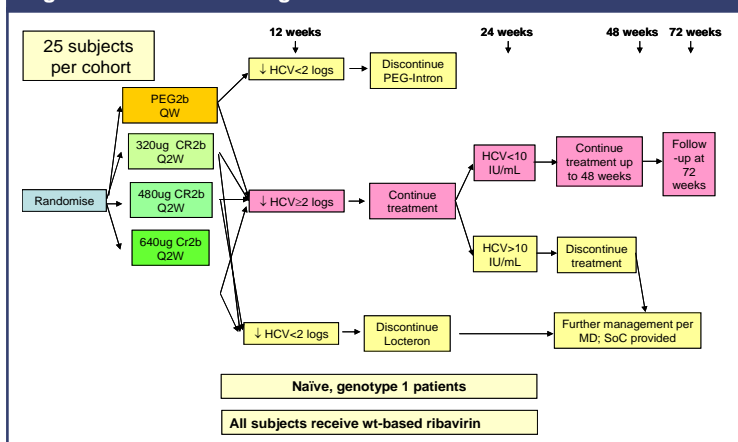 12 weeks
24 weeks
48 weeks
72 weeks
25 subjects
per cohort
↓ HCV<2 logs
Discontinue
PEG-Intron
PEG2b
QW
320ug CR2b
Q2W
480ug CR2b
Q2W
640ug Cr2b
Q2W
Randomise
↓ HCV≥2 logs
Continue
treatment
HCV<10
IU/mL
Continue
treatment up
to 48 weeks
Follow
-up at
72
weeks
HCV>10
IU/mL
Discontinue
treatment
↓ HCV<2 logs
Discontinue
Locteron
Further management per
MD; SoC provided
Naïve, genotype 1 patients
All subjects receive wt-based ribavirin